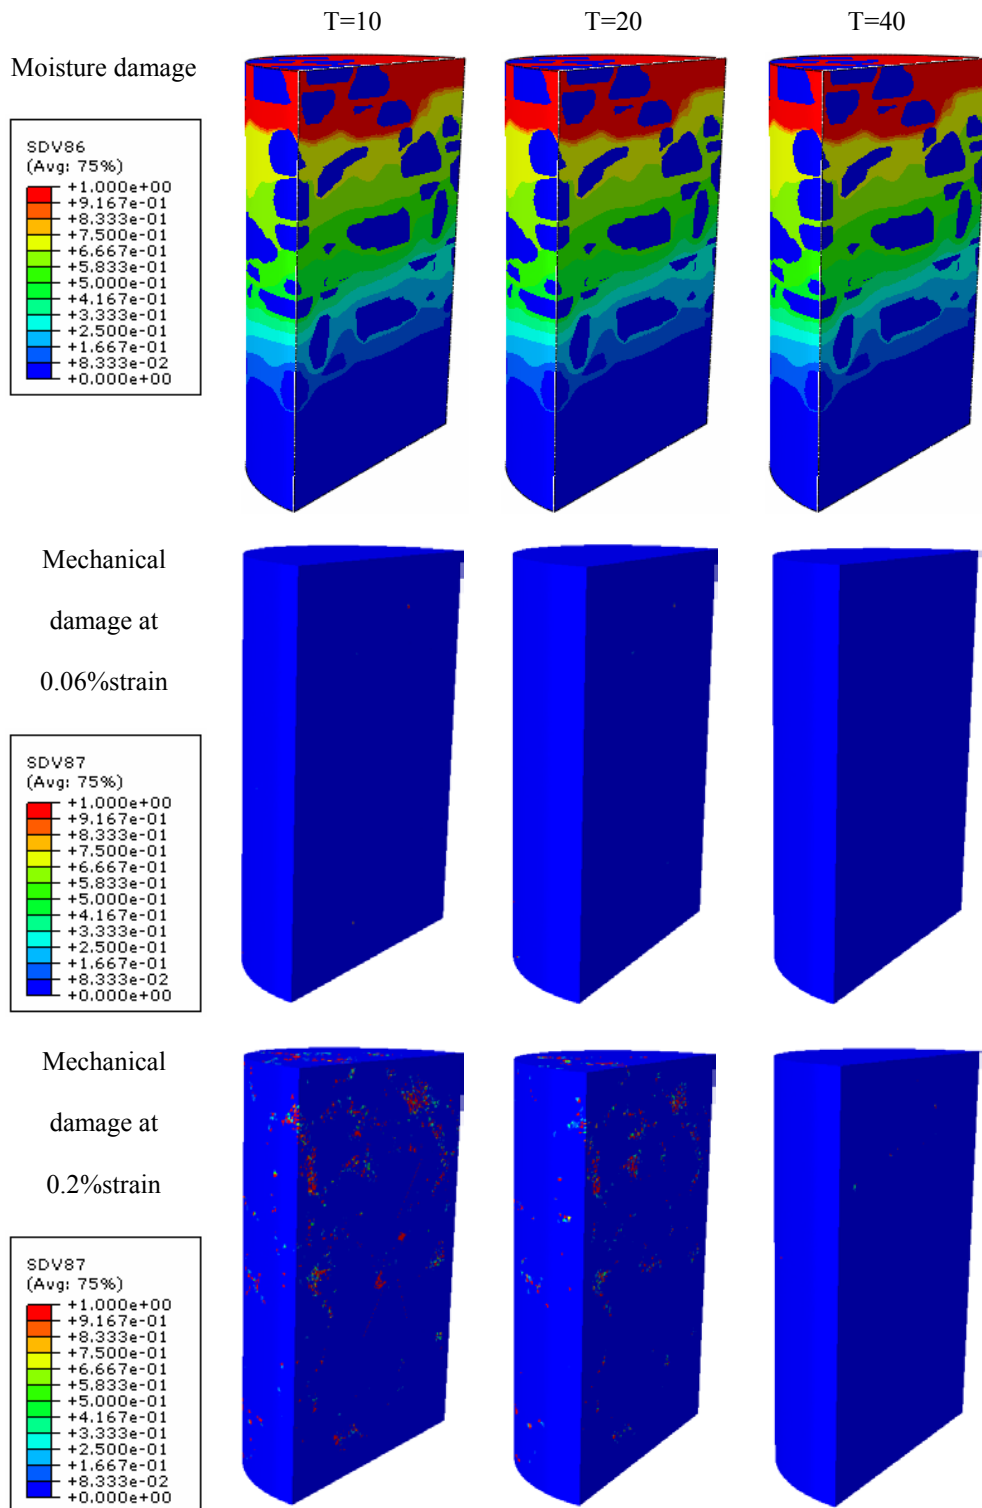 T=10 T=20 T=40
Moisture damage
SDV86
(Avg: 75%)
+1.000e+00
+9.167e-01
+8.333e-01
+7.500e-01
+6.667e-01
+5.833e-01
+5.000e-01
+4.167e-01
+3.333e-01
+2.500e-01
+1.667e-01
+8.333e-02
+0.000e+00
Mechanical
damage at
0.06%strain
SDV87
(Avg: 75%)
+1.000e+00
+9.167e-01
+8.333e-01
+7.500e-01
+6.667e-01
+5.833e-01
+5.000e-01
+4.167e-01
+3.333e-01
+2.500e-01
+1.667e-01
+8.333e-02
+0.000e+00
Mechanical
damage at
0.2%strain
SDV87
(Avg: 75%)
+1.000e+00
+9.167e-01
+8.333e-01
+7.500e-01
+6.667e-01
+5.833e-01
+5.000e-01
+4.167e-01
+3.333e-01
+2.500e-01
+1.667e-01
+8.333e-02
+0.000e+00